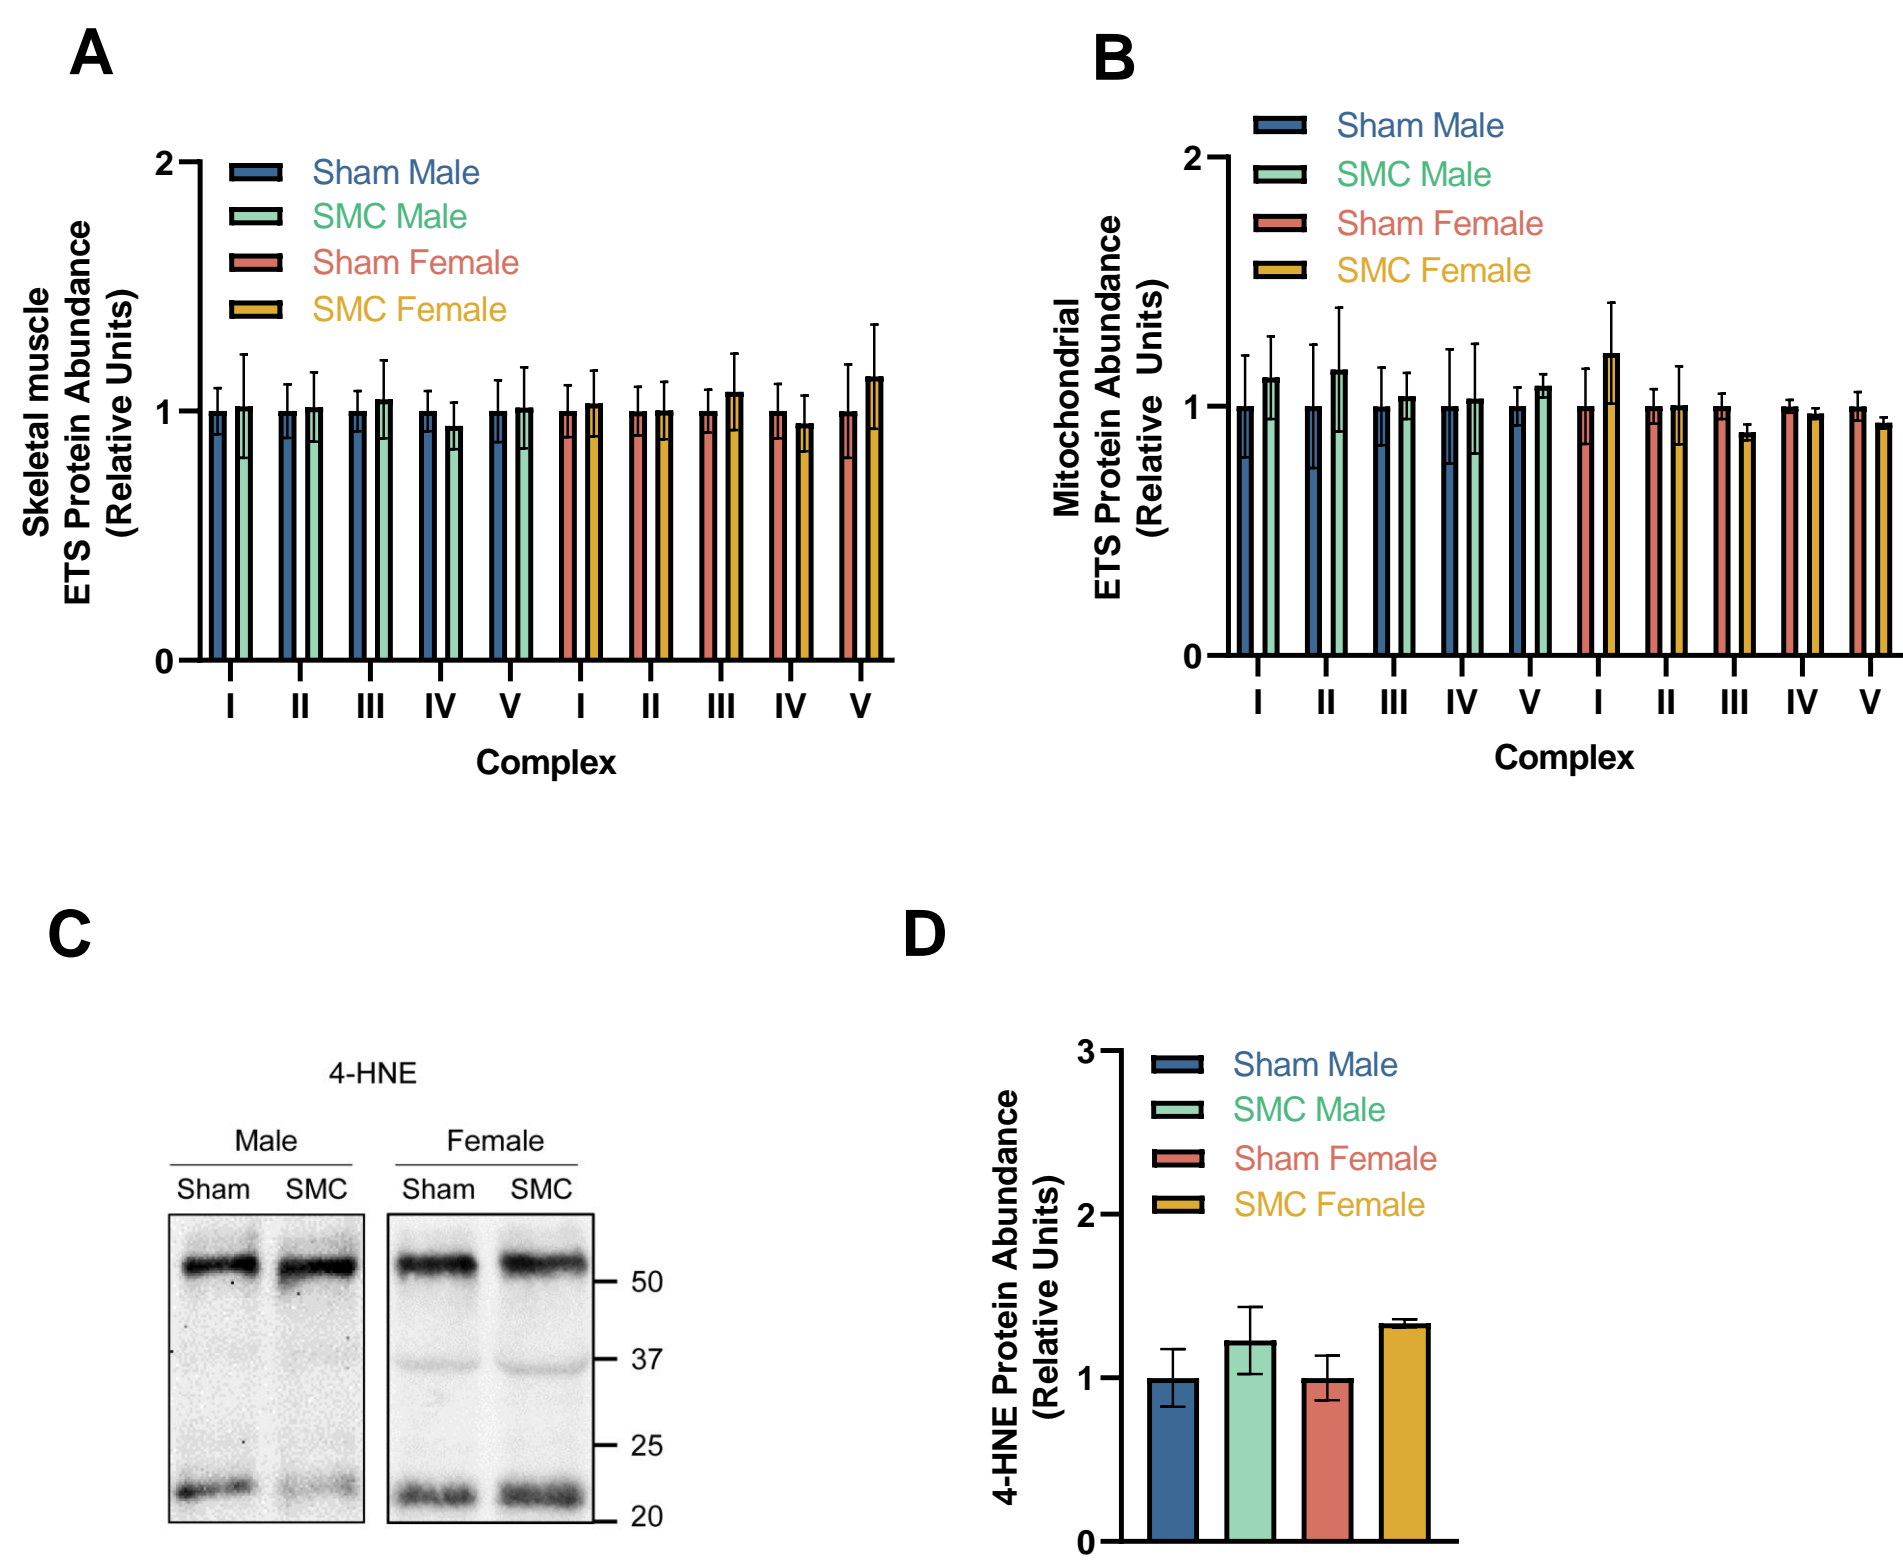 A
Skeletal muscle
ETS Protein Abundance
(Relative Units)
2
1
0
Sham Male
SMC Male
Sham Female
SMC Female
I II III IV V I II III IV V
Complex
B
Mitochondrial
ETS Protein Abundance
(Relative Units)
2
1
0
Sham Male
SMC Male
Sham Female
SMC Female
I II III IV V I II III IV V
Complex
C
4-HNE
Male Female
Sham SMC Sham SMC
50
37
25
20
D
4-HNE Protein Abundance
(Relative Units)
3
2
1
0
Sham Male
SMC Male
Sham Female
SMC Female